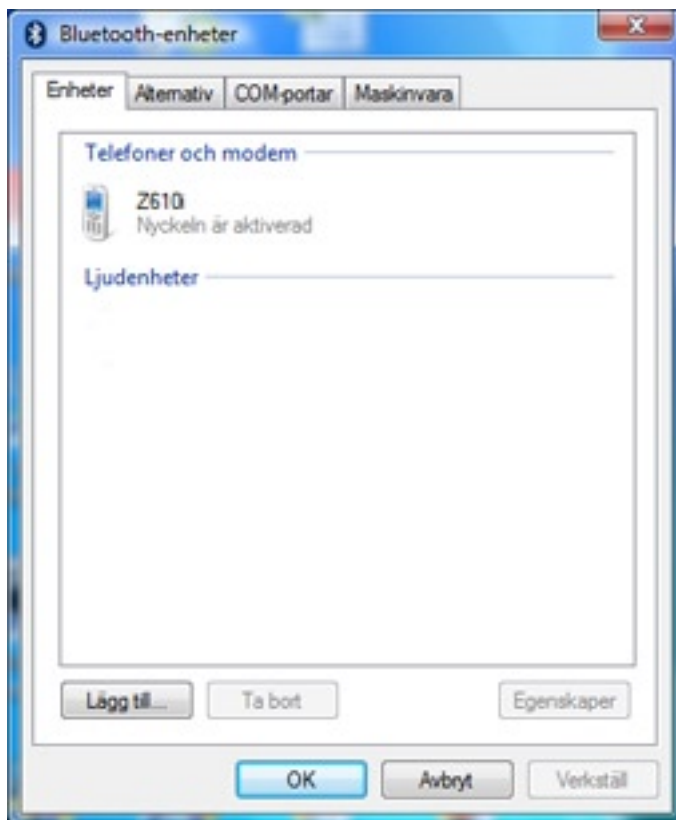 Bluetooth-enheter
Enheter Alternativ COM-portar Maskinvara
Telefoner och modem
Z610i
Nyckeln är aktiverad
Ljudenheter
Lägg till... Ta bort Egenskaper
OK Avbryt Verkställ